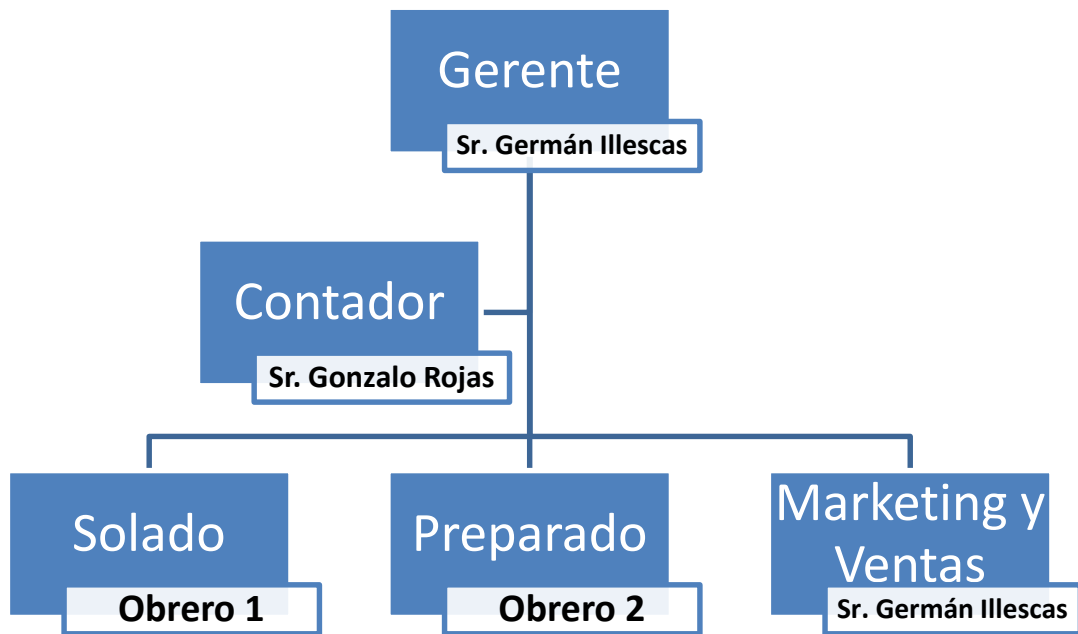 Gerente
Sr. Germán Illescas
Contador
Sr. Gonzalo Rojas
Solado
Obrero 1
Preparado
Obrero 2
Marketing y
Ventas
Sr. Germán Illescas